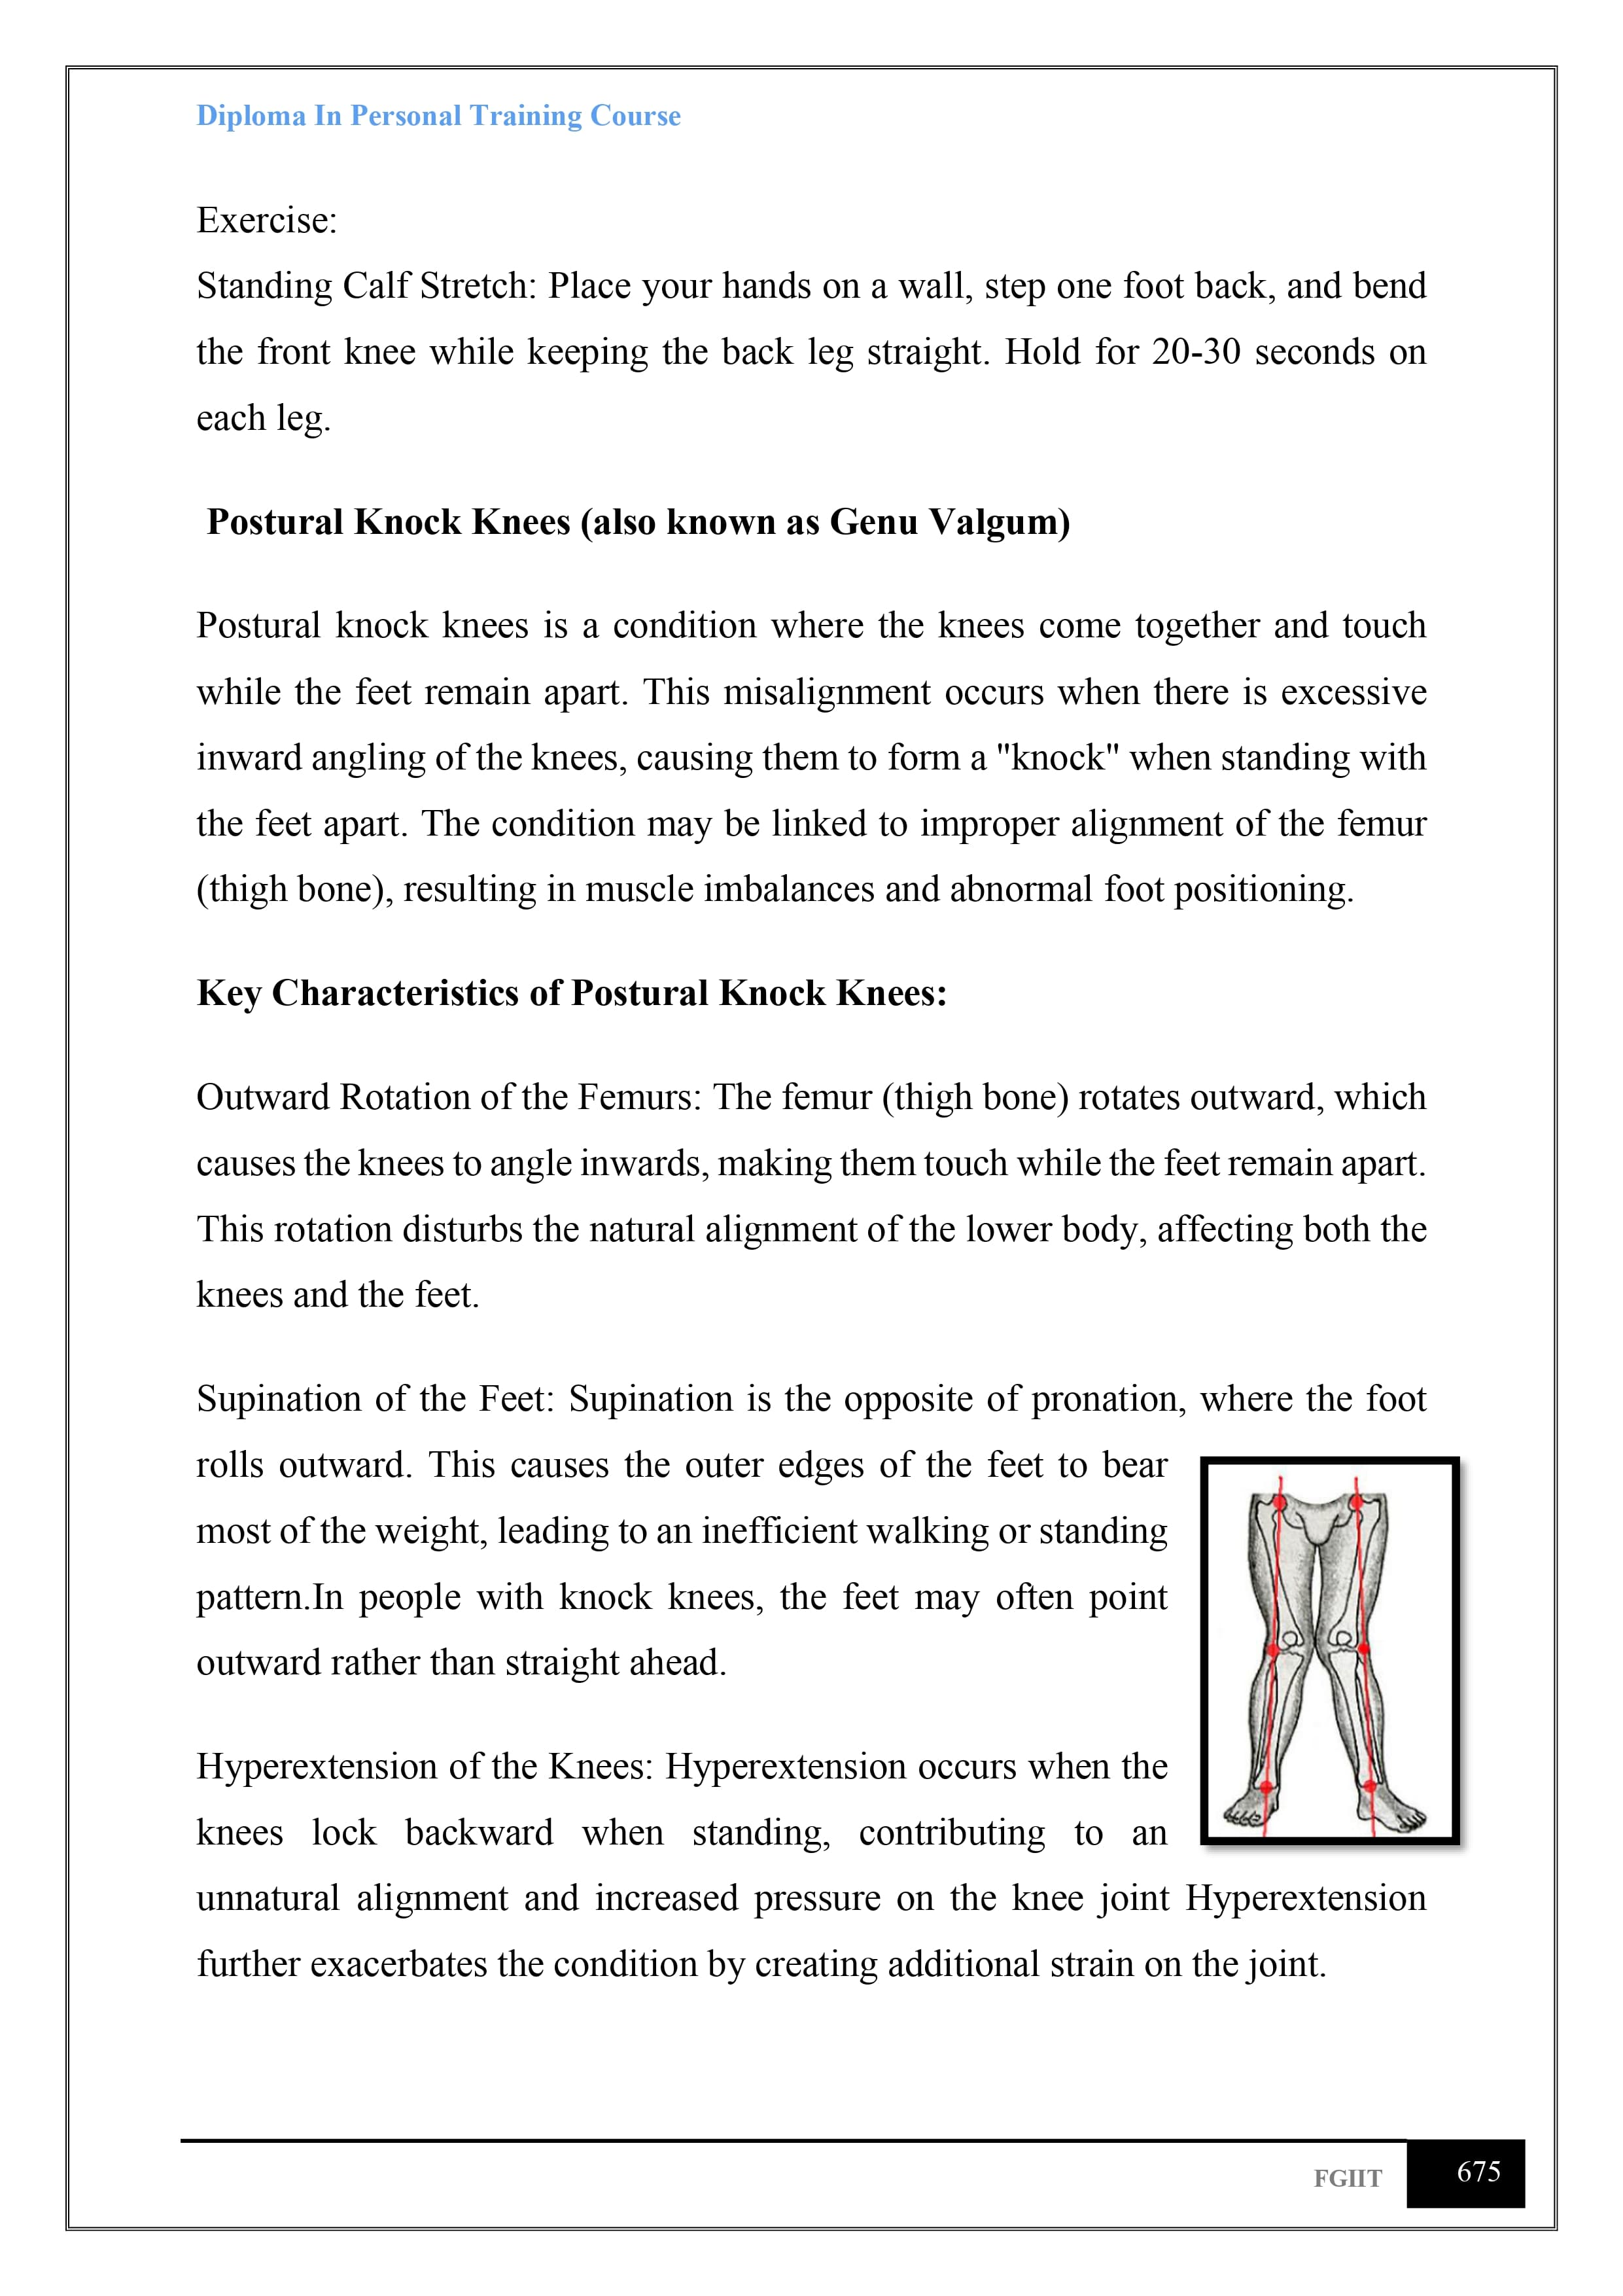 Diploma In Personal Training Course
Exercise:
Standing Calf Stretch: Place your hands on a wall, step one foot back, and bend
the front knee while keeping the back leg straight. Hold for 20-30 seconds on
each leg.
Postural Knock Knees (also known as Genu Valgum)
Postural knock knees is a condition where the knees come together and touch
while the feet remain apart. This misalignment occurs when there is excessive
inward angling of the knees, causing them to form a "knock" when standing with
the feet apart. The condition may be linked to improper alignment of the femur
(thigh bone), resulting in muscle imbalances and abnormal foot positioning.
Key Characteristics of Postural Knock Knees:
Outward Rotation of the Femurs: The femur (thigh bone) rotates outward, which
causes the knees to angle inwards, making them touch while the feet remain apart.
This rotation disturbs the natural alignment of the lower body, affecting both the
knees and the feet.
Supination of the Feet: Supination is the opposite of pronation, where the foot
rolls outward. This causes the outer edges of the feet to bear
most of the weight, leading to an inefficient walking or standing
pattern.In people with knock knees, the feet may often point
outward rather than straight ahead.
Hyperextension of the Knees: Hyperextension occurs when the
knees lock backward when standing, contributing to an
unnatural alignment and increased pressure on the knee joint Hyperextension
further exacerbates the condition by creating additional strain on the joint.
FGIIT 675